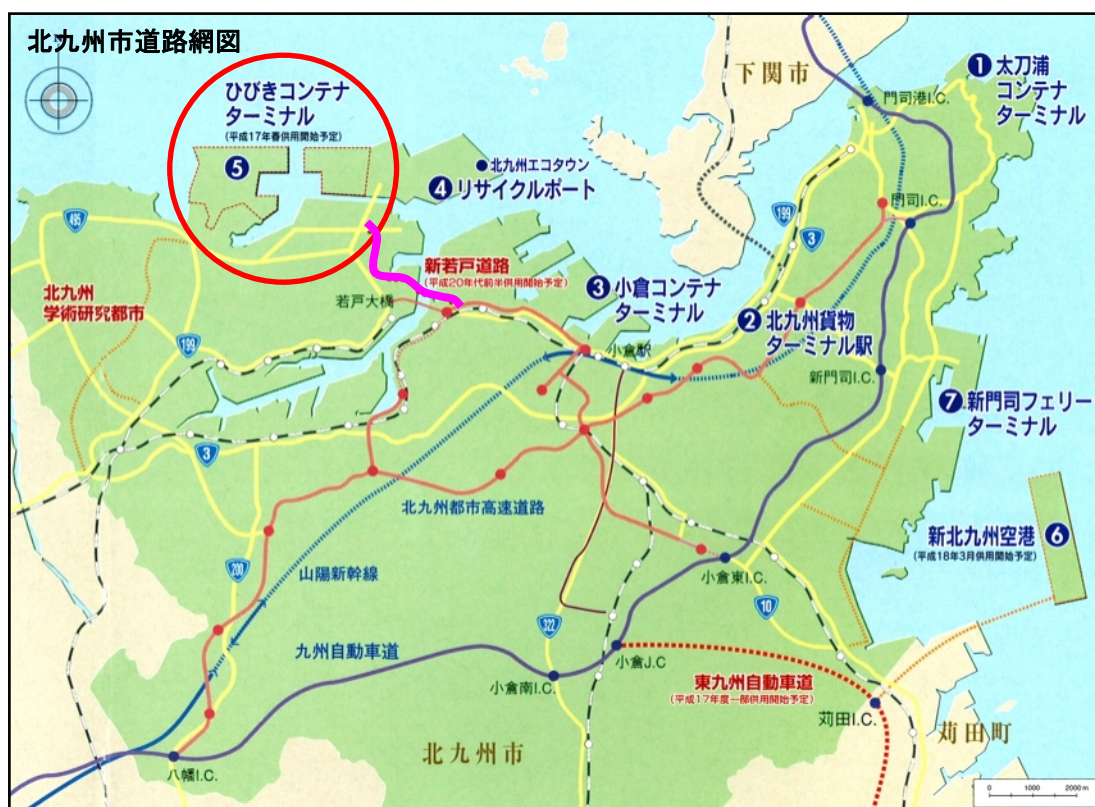 北九州市道路網図
ひびきコンテナ
ターミナル
(平成17年春供用開始予定)
⑤
下関市
① 太刀浦
コンテナ
ターミナル
門司港I.C.
北九州エコタウン
④ リサイクルポート
495
199
3
門司I.C.
新若戸道路
(平成20年代前半供用開始予定)
北九州
学術研究都市
若戸大橋
③ 小倉コンテナ
ターミナル
② 北九州貨物
ターミナル駅
199
小倉駅
新門司I.C.
⑦ 新門司フェリー
ターミナル
3
北九州都市高速道路
新北九州空港 ⑥
(平成18年3月供用開始予定)
200
山陽新幹線
小倉東I.C.
10
322
九州自動車道
小倉J.C
小倉南I.C.
東九州自動車道
(平成17年度一部供用開始予定)
苅田I.C.
苅田町
北九州市
八幡I.C.
0 1000 2000 m